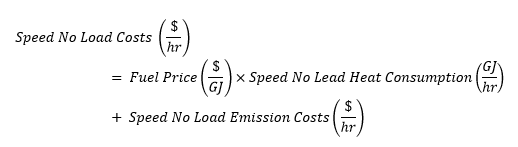 Speed No Load Costs ($/hr)
= Fuel Price ($/GJ) × Speed No Lead Heat Consumption (GJ/hr)
+ Speed No Load Emission Costs ($/hr)